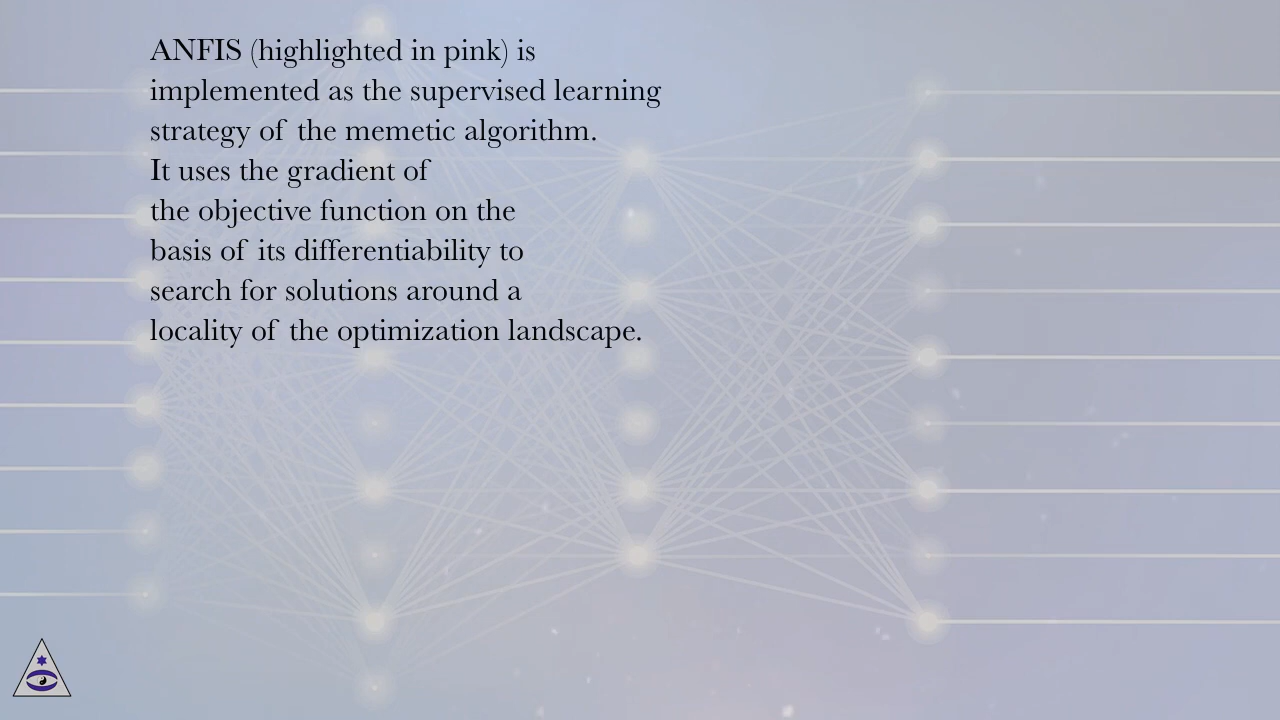 ANFIS (highlighted in pink) is
implemented as the supervised learning
strategy of the memetic algorithm.
It uses the gradient of
the objective function on the
basis of its differentiability to
search for solutions around a
locality of the optimization landscape.